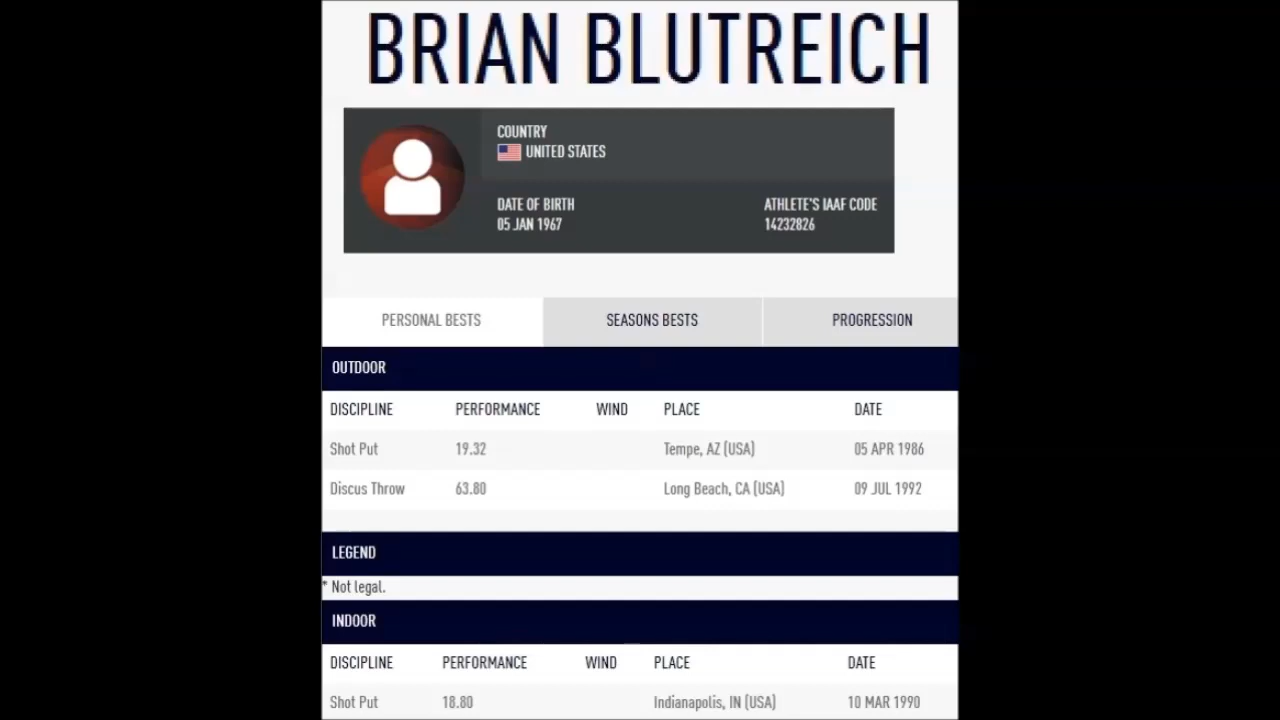 BRIAN BLUTREICH
COUNTRY
UNITED STATES
DATE OF BIRTH ATHLETE'S IAAF CODE
05 JAN 1967 14232826
PERSONAL BESTS SEASONS BESTS PROGRESSION
OUTDOOR
DISCIPLINE PERFORMANCE WIND PLACE DATE
Shot Put 19.32 Tempe, AZ (USA) 05 APR 1986
Discus Throw 63.80 Long Beach, CA (USA) 09 JUL 1992
LEGEND
* Not legal.
INDOOR
DISCIPLINE PERFORMANCE WIND PLACE DATE
Shot Put 18.80 Indianapolis, IN (USA) 10 MAR 1990